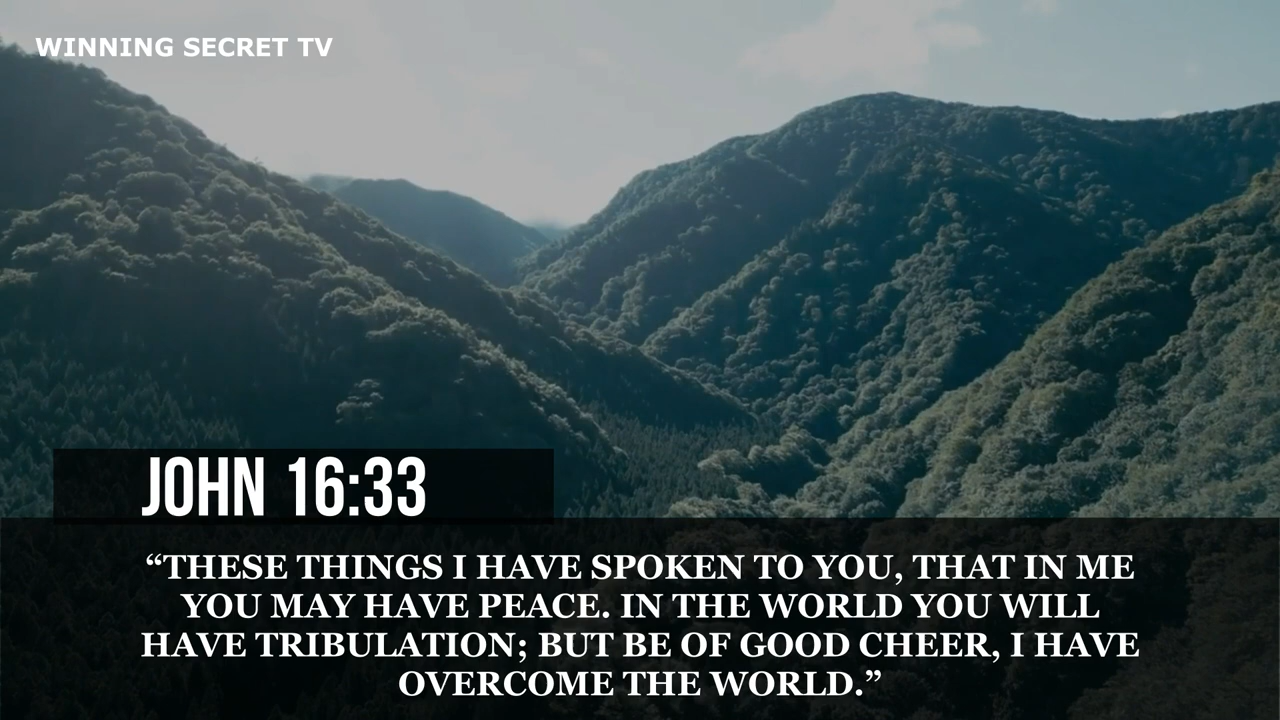 WINNING SECRET TV
JOHN 16:33
“THESE THINGS I HAVE SPOKEN TO YOU, THAT IN ME
YOU MAY HAVE PEACE. IN THE WORLD YOU WILL
HAVE TRIBULATION; BUT BE OF GOOD CHEER, I HAVE
OVERCOME THE WORLD.”